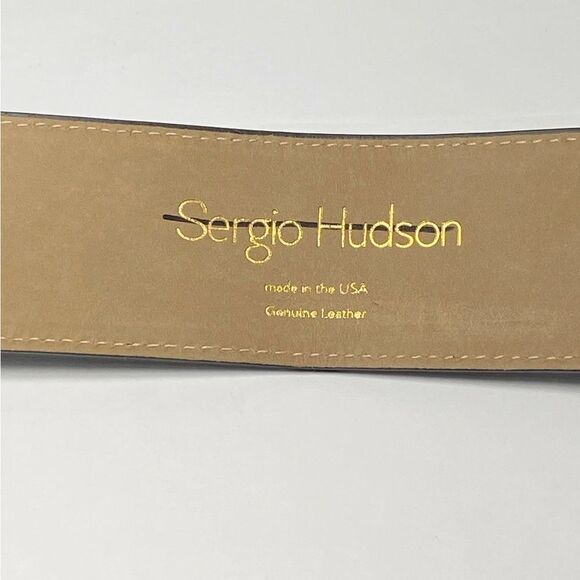 Sergio Hudson
made in the USA
Genuine Leather